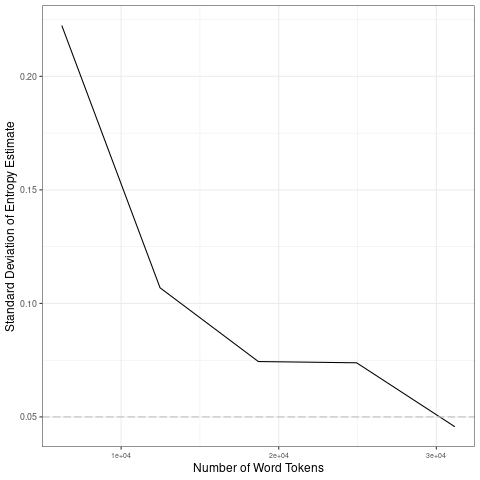 Standard Deviation of Entropy Estimate
0.20
0.15
0.10
0.05
1e+04 2e+04 3e+04
Number of Word Tokens